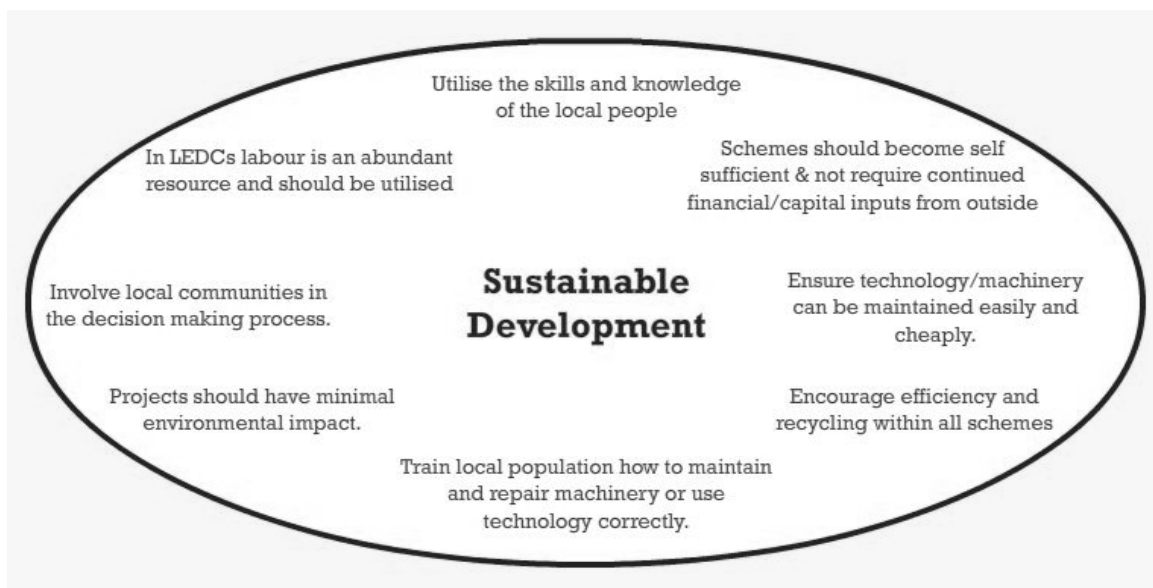 Utilise the skills and knowledge
of the local people
In LEDCs labour is an abundant
resource and should be utilised
Schemes should become self
sufficient & not require continued
financial/capital inputs from outside
Sustainable
Development
Involve local communities in
the decision making process.
Ensure technology/machinery
can be maintained easily and
cheaply.
Projects should have minimal
environmental impact.
Encourage efficiency and
recycling within all schemes
Train local population how to maintain
and repair machinery or use
technology correctly.